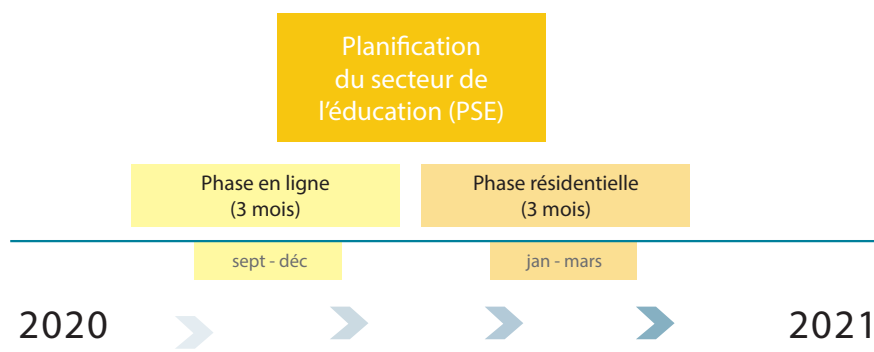 Planification
du secteur de
l'éducation (PSE)
Phase en ligne
(3 mois)
Phase résidentielle
(3 mois)
sept - déc
jan - mars
2020
2021